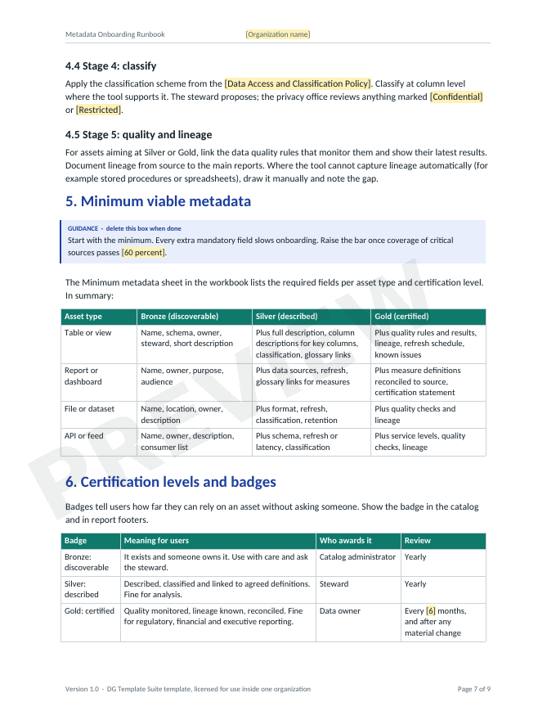 Metadata Onboarding Runbook
[Organization name]
4.4 Stage 4: classify
Apply the classification scheme from the [Data Access and Classification Policy]. Classify at column level
where the tool supports it. The steward proposes; the privacy office reviews anything marked [Confidential]
or [Restricted].
4.5 Stage 5: quality and lineage
For assets aiming at Silver or Gold, link the data quality rules that monitor them and show their latest results.
Document lineage from source to the main reports. Where the tool cannot capture lineage automatically (for
example stored procedures or spreadsheets), draw it manually and note the gap.
5. Minimum viable metadata
GUIDANCE - delete this box when done
Start with the minimum. Every extra mandatory field slows onboarding. Raise the bar once coverage of critical
sources passes [60 percent].
The Minimum metadata sheet in the workbook lists the required fields per asset type and certification level.
In summary:
Asset type Bronze (discoverable) Silver (described) Gold (certified)
Table or view Name, schema, owner, Plus full description, column Plus quality rules and results,
steward, short description descriptions for key columns, lineage, refresh schedule,
classification, glossary links known issues
Report or Name, owner, purpose, Plus data sources, refresh, Plus measure definitions
dashboard audience glossary links for measures reconciled to source,
certification statement
File or dataset Name, location, owner, Plus format, refresh, Plus quality checks and
description classification, retention lineage
API or feed Name, owner, description, Plus schema, refresh or Plus service levels, quality
consumer list latency, classification checks, lineage
6. Certification levels and badges
Badges tell users how far they can rely on an asset without asking someone. Show the badge in the catalog
and in report footers.
Badge Meaning for users Who awards it Review
Bronze: It exists and someone owns it. Use with care and ask Catalog administrator Yearly
discoverable the steward.
Silver: Described, classified and linked to agreed definitions. Steward Yearly
described Fine for analysis.
Gold: certified Quality monitored, lineage known, reconciled. Fine Data owner Every [6] months,
for regulatory, financial and executive reporting. and after any
material change
PREVIEW
Version 1.0 - DG Template Suite template, licensed for use inside one organization
Page 7 of 9